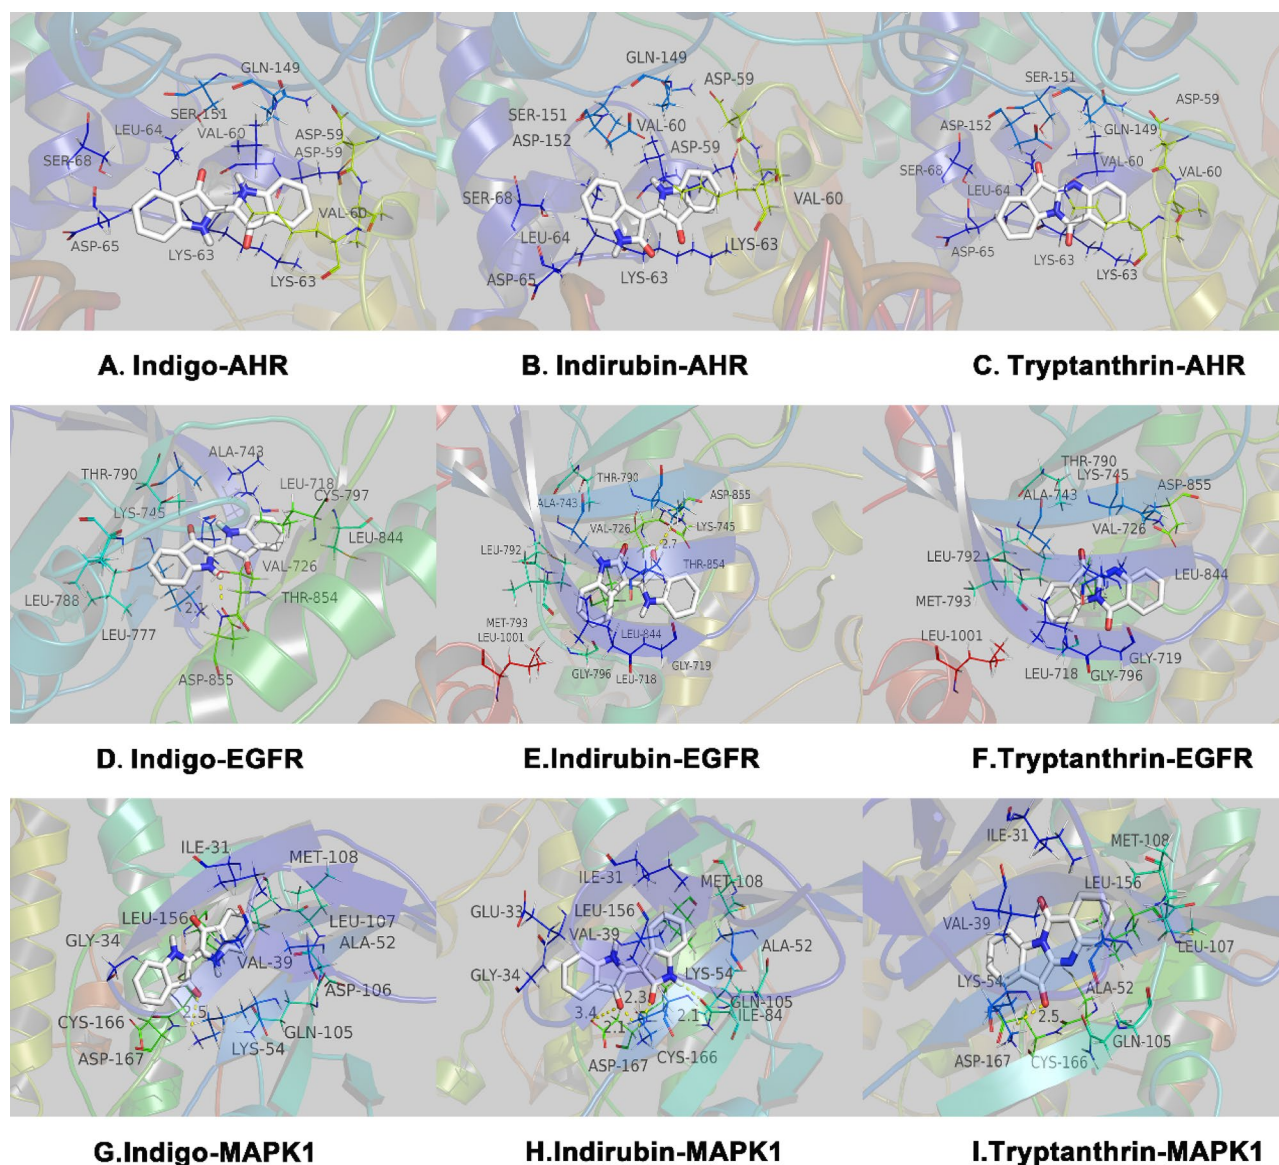 GLN-149
SER-151
LEU-64
VAL-60
ASP-59
ASP-59
SER-68
VAL-60
ASP-65
LYS-63
LYS-63
A. Indigo-AHR
GLN-149
ASP-59
SER-151
VAL-60
ASP-152
ASP-59
SER-68
VAL-60
LEU-64
LYS-63
ASP-65
LYS-63
B. Indirubin-AHR
SER-151
ASP-59
ASP-152
GLN-149
SER-68
VAL-60
VAL-60
LEU-64
ASP-65
LYS-63
LYS-63
C. Tryptanthrin-AHR
ALA-743
THR-790
LEU-718
CYS-797
LYS-745
LEU-844
VAL-726
THR-854
LEU-788
2.1
LEU-777
ASP-855
D. Indigo-EGFR
THR-790
ALA-743
ASP-855
VAL-726
LYS-745
2.7
LEU-792
THR-854
MET-793
LEU-1001
LEU-844
GLY-796
LEU-718
GLY-719
E.Indirubin-EGFR
THR-790
LYS-745
ASP-855
ALA-743
VAL-726
LEU-792
LEU-844
MET-793
LEU-1001
GLY-719
LEU-718
GLY-796
F.Tryptanthrin-EGFR
ILE-31
MET-108
LEU-156
LEU-107
GLY-34
ALA-52
VAL-39
ASP-106
CYS-166
2.5
GLN-105
ASP-167
LYS-54
G.Indigo-MAPK1
ILE-31
MET-108
GLU-33
LEU-156
VAL-39
ALA-52
GLY-34
LYS-54
2.3
GLN-105
3.4
2.1
2.1
ILE-84
CYS-166
ASP-167
H.Indirubin-MAPK1
ILE-31
MET-108
LEU-156
VAL-39
LEU-107
LYS-54
ALA-52
2.5
GLN-105
ASP-167
CYS-166
I.Tryptanthrin-MAPK1